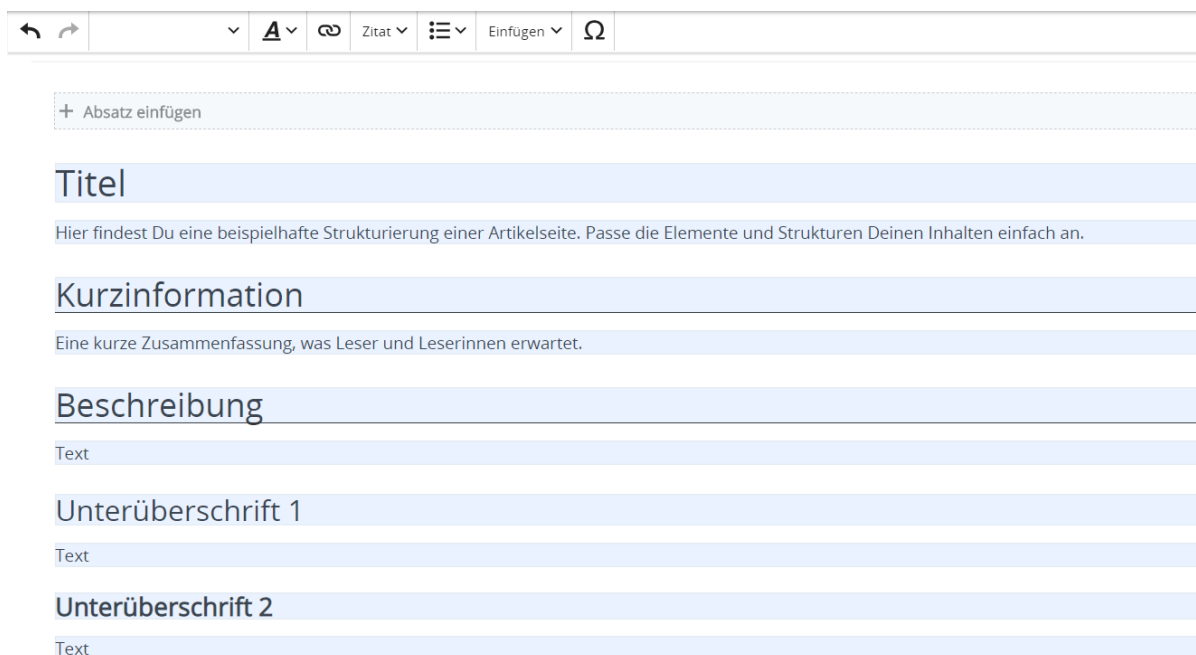 A Zitat Einfügen Ω
+ Absatz einfügen
Titel
Hier findest Du eine beispielhafte Strukturierung einer Artikelseite. Passe die Elemente und Strukturen Deinen Inhalten einfach an.
Kurzinformation
Eine kurze Zusammenfassung, was Leser und Leserinnen erwartet.
Beschreibung
Text
Unterüberschrift 1
Text
Unterüberschrift 2
Text